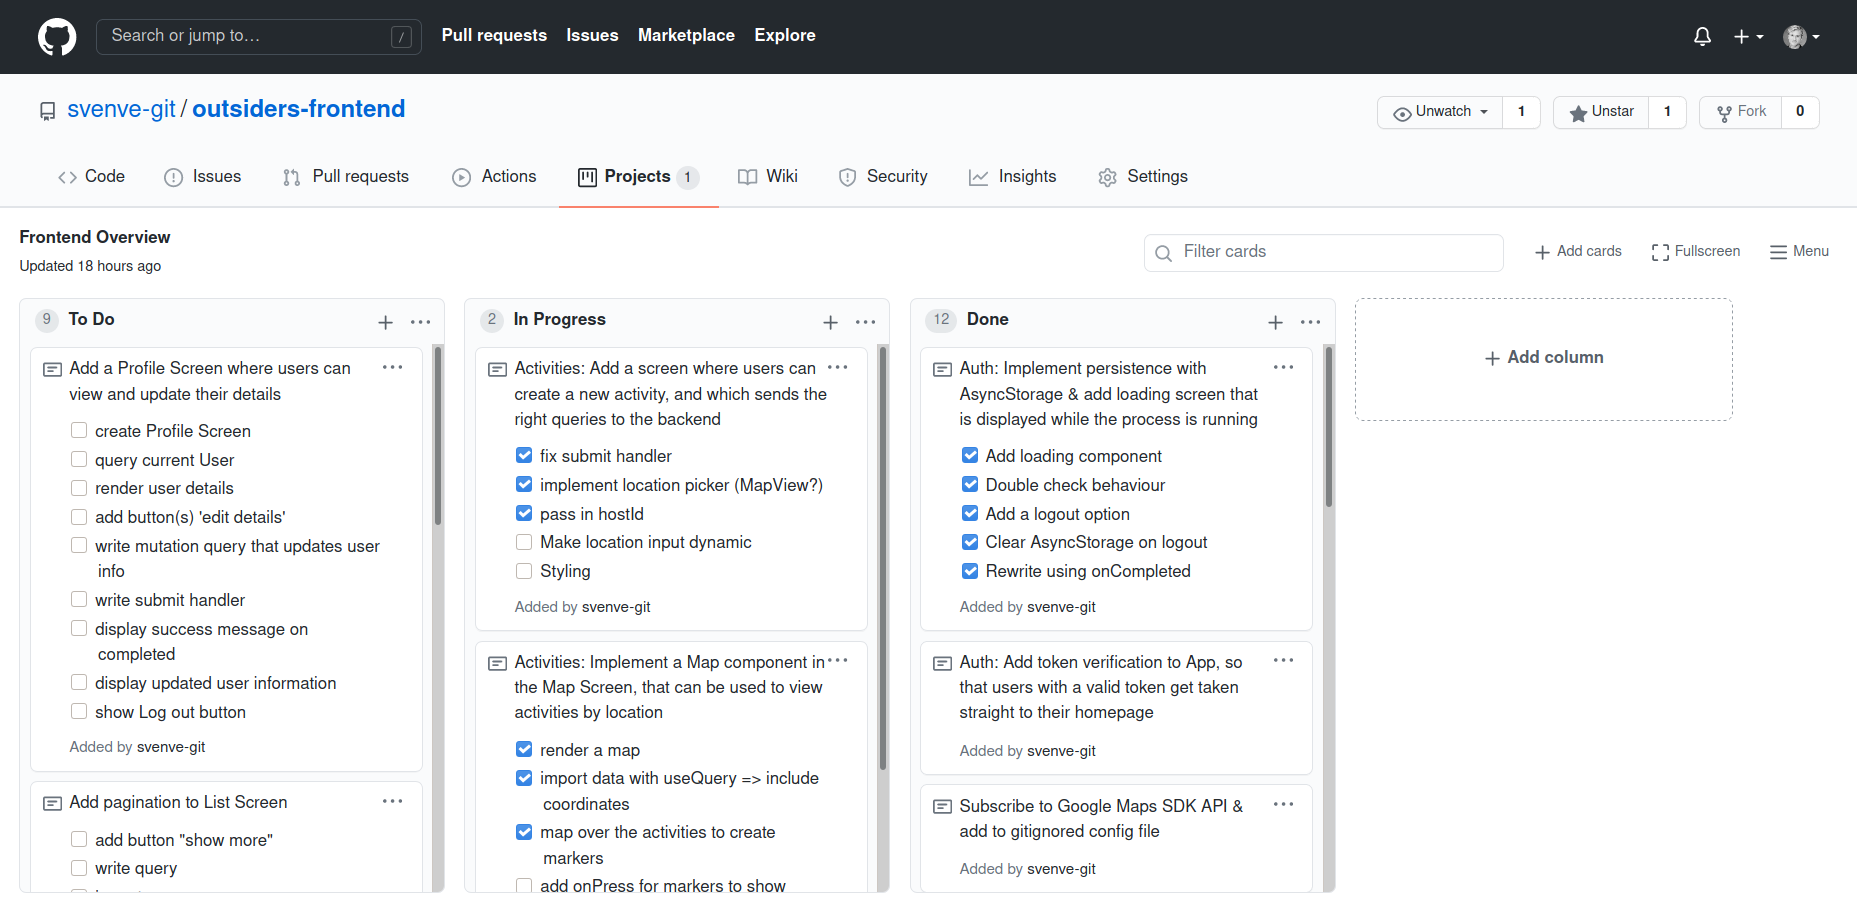 Search or jump to…
/
Pull requests
Issues
Marketplace
Explore
svenve-git / outsiders-frontend
Unwatch
1
Unstar
1
Fork
0
Code
Issues
Pull requests
Actions
Projects 1
Wiki
Security
Insights
Settings
Frontend Overview
Updated 18 hours ago
Filter cards
Add cards
Fullscreen
Menu
9 To Do
Add a Profile Screen where users can
view and update their details
create Profile Screen
query current User
render user details
add button(s) 'edit details'
write mutation query that updates user
info
write submit handler
display success message on
completed
display updated user information
show Log out button
Added by svenve-git
Add pagination to List Screen
add button "show more"
write query
2 In Progress
Activities: Add a screen where users can
create a new activity, and which sends the
right queries to the backend
fix submit handler
implement location picker (MapView?)
pass in hostId
Make location input dynamic
Styling
Added by svenve-git
Activities: Implement a Map component in
the Map Screen, that can be used to view
activities by location
render a map
import data with useQuery => include
coordinates
map over the activities to create
markers
add onPress for markers to show
12 Done
Auth: Implement persistence with
AsyncStorage & add loading screen that
is displayed while the process is running
Add loading component
Double check behaviour
Add a logout option
Clear AsyncStorage on logout
Rewrite using onCompleted
Added by svenve-git
Auth: Add token verification to App, so
that users with a valid token get taken
straight to their homepage
Added by svenve-git
Subscribe to Google Maps SDK API &
add to gitignored config file
Added by svenve-git
Add column